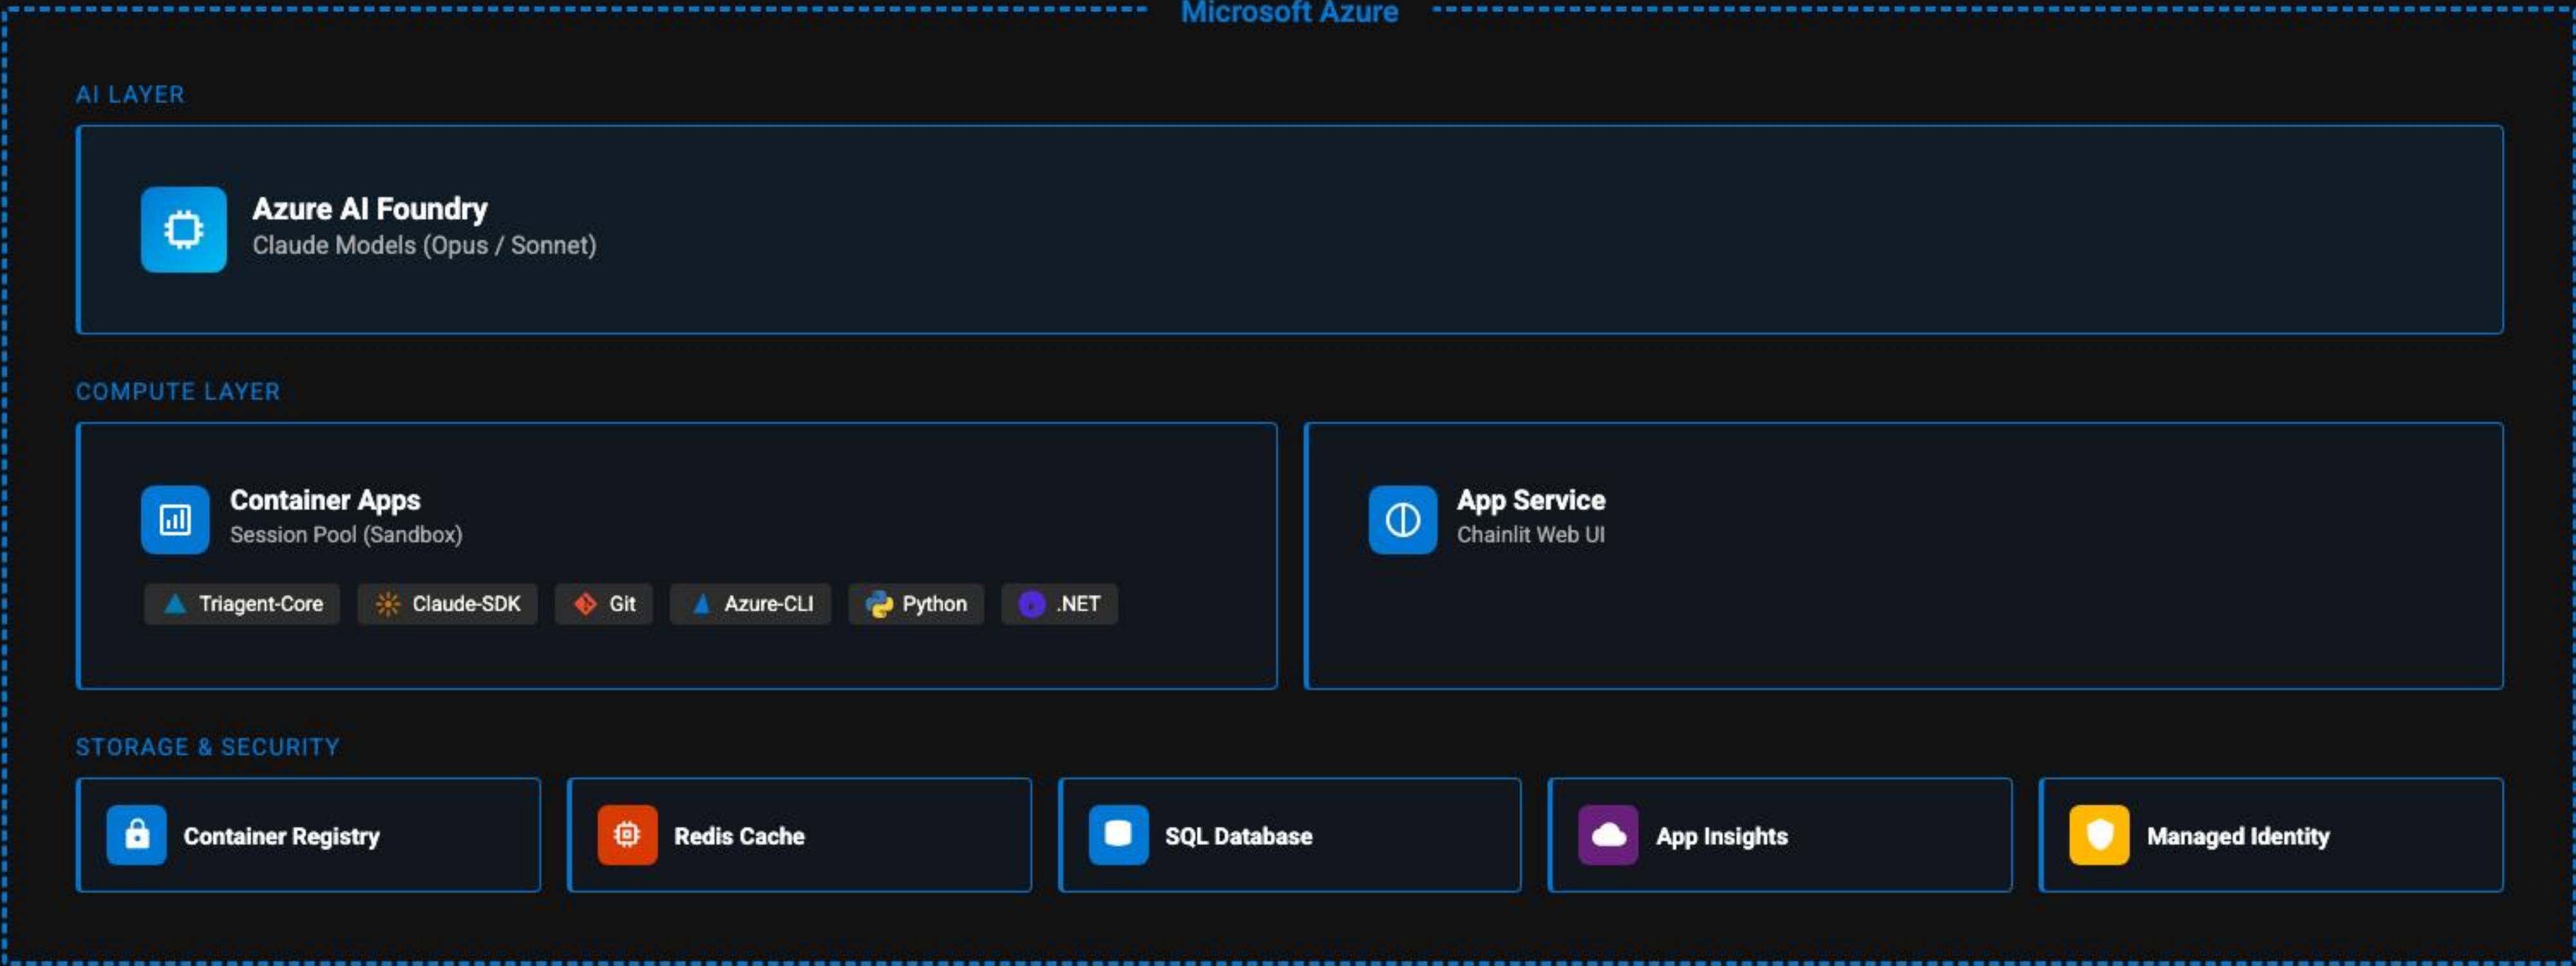 Microsoft Azure
AI LAYER
Azure AI Foundry
Claude Models (Opus / Sonnet)
COMPUTE LAYER
Container Apps
Session Pool (Sandbox)
Triagent-Core
Claude-SDK
Git
Azure-CLI
Python
.NET
App Service
Chainlit Web UI
STORAGE & SECURITY
Container Registry
Redis Cache
SQL Database
App Insights
Managed Identity